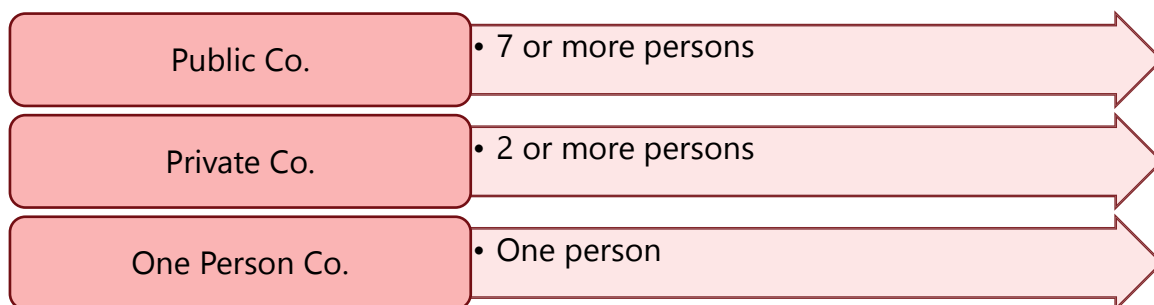 Public Co.
• 7 or more persons
Private Co.
• 2 or more persons
One Person Co.
• One person